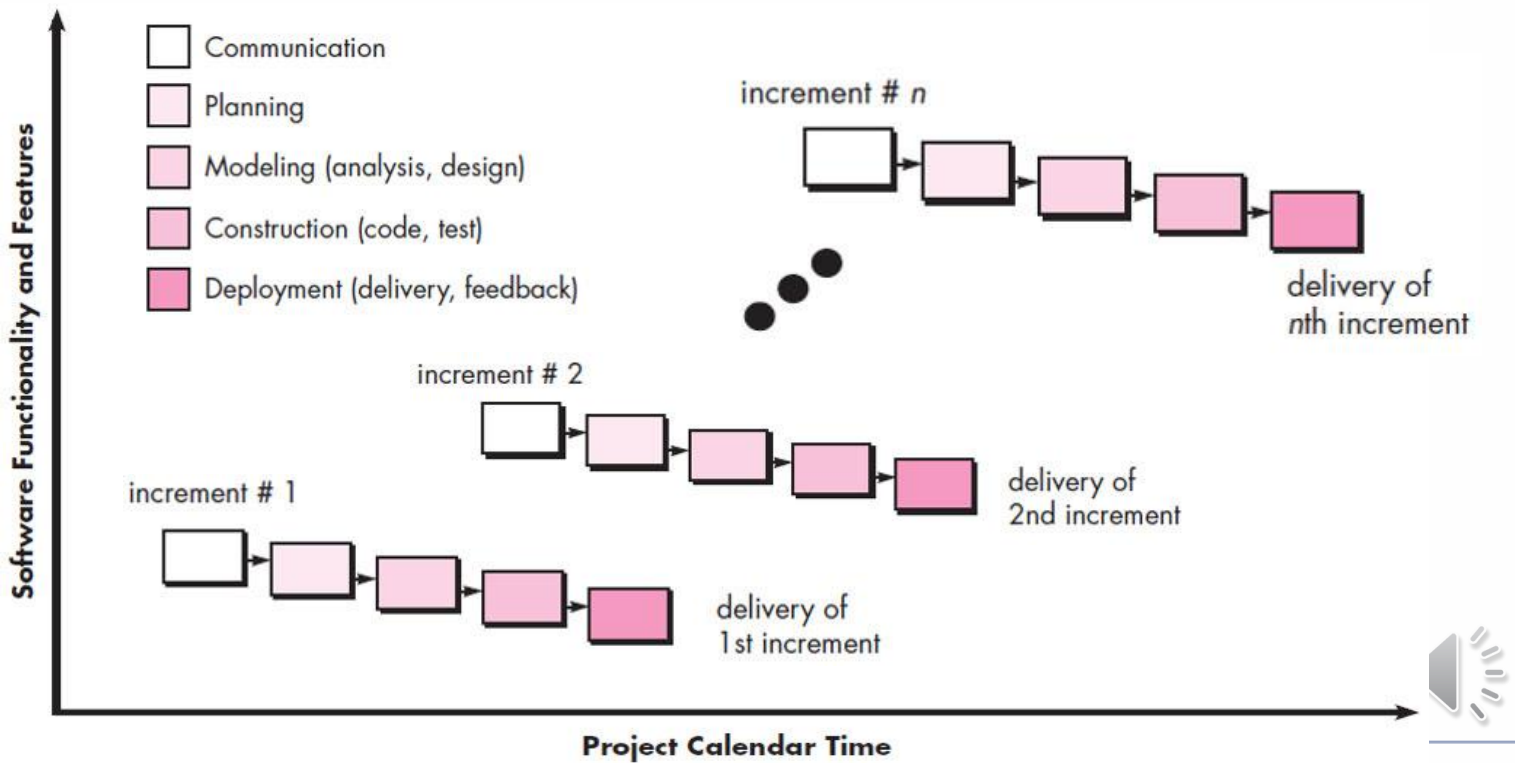 Software Functionality and Features
Communication
Planning
Modeling (analysis, design)
Construction (code, test)
Deployment (delivery, feedback)
increment # n
delivery of
nth increment
increment # 2
delivery of
2nd increment
increment # 1
delivery of
1st increment
Project Calendar Time